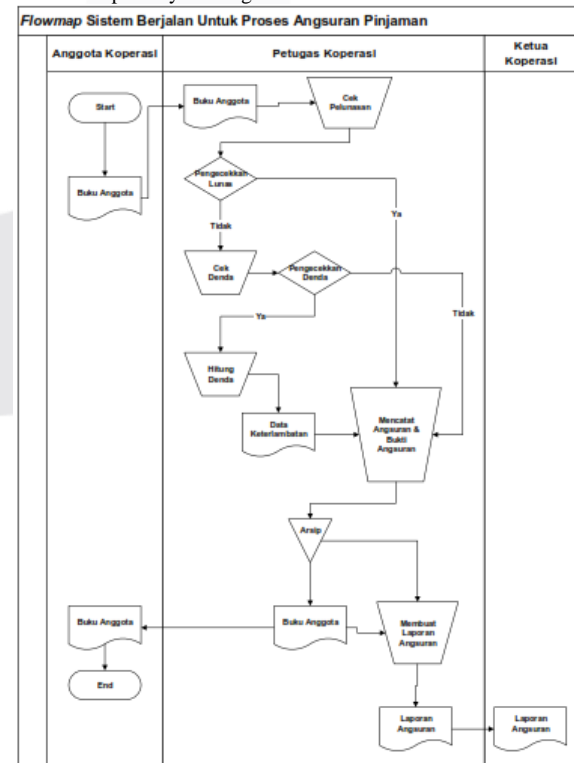 Flowmap Sistem Berjalan Untuk Proses Angsuran Pinjaman
Anggota Koperasi
Petugas Koperasi
Ketua
Koperasi
Start
Buku Anggota
Cek
Pelunasan
Buku Anggota
Pengecekkan
Lunas
Ya
Tidak
Cek
Denda
Pengecekkan
Denda
Tidak
Ya
Hitung
Denda
Data
Keterlambatan
Mencatat
Angsuran &
Bukti
Angsuran
Arsip
Buku Anggota
Buku Anggota
Membuat
Laporan
Angsuran
End
Laporan
Angsuran
Laporan
Angsuran